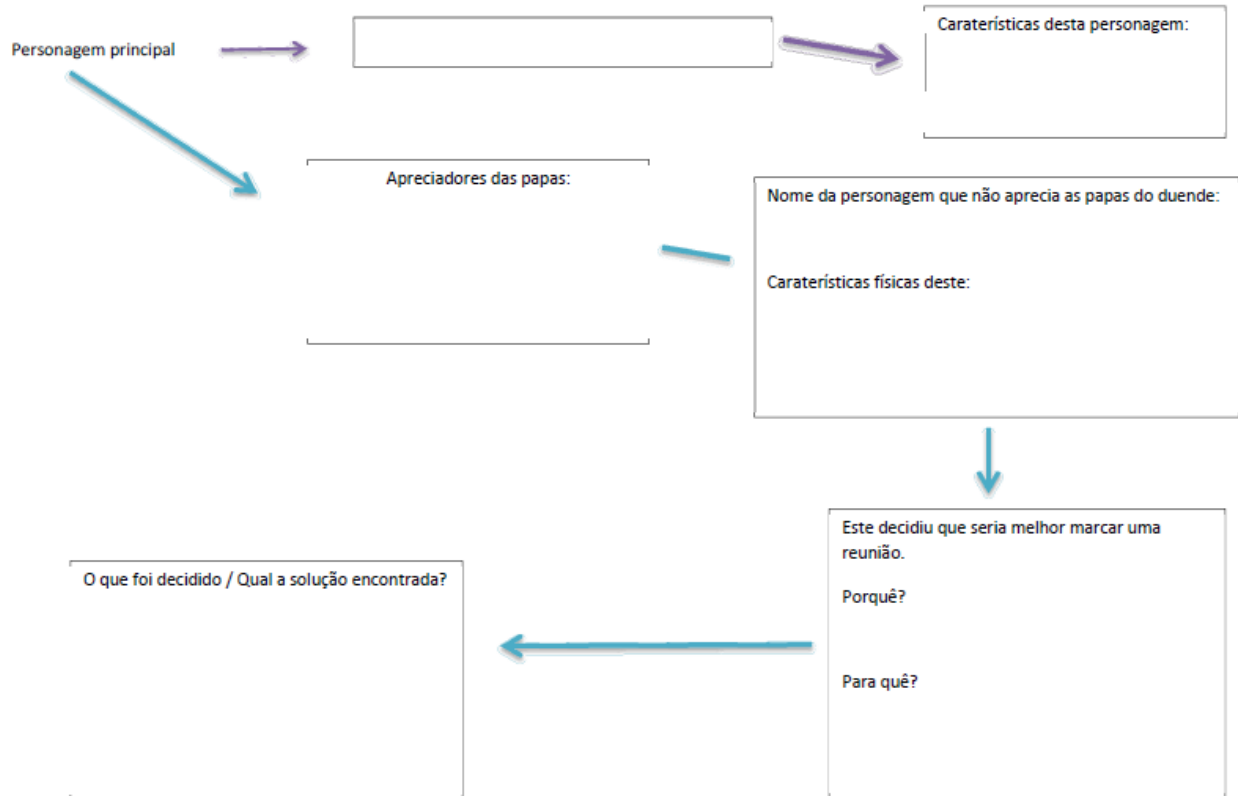 Personagem principal
Caraterísticas desta personagem:
Apreciadores das papas:
Nome da personagem que não aprecia as papas do duende:
Caraterísticas físicas deste:
Este decidiu que seria melhor marcar uma
reunião.
Porquê?
Para quê?
O que foi decidido / Qual a solução encontrada?